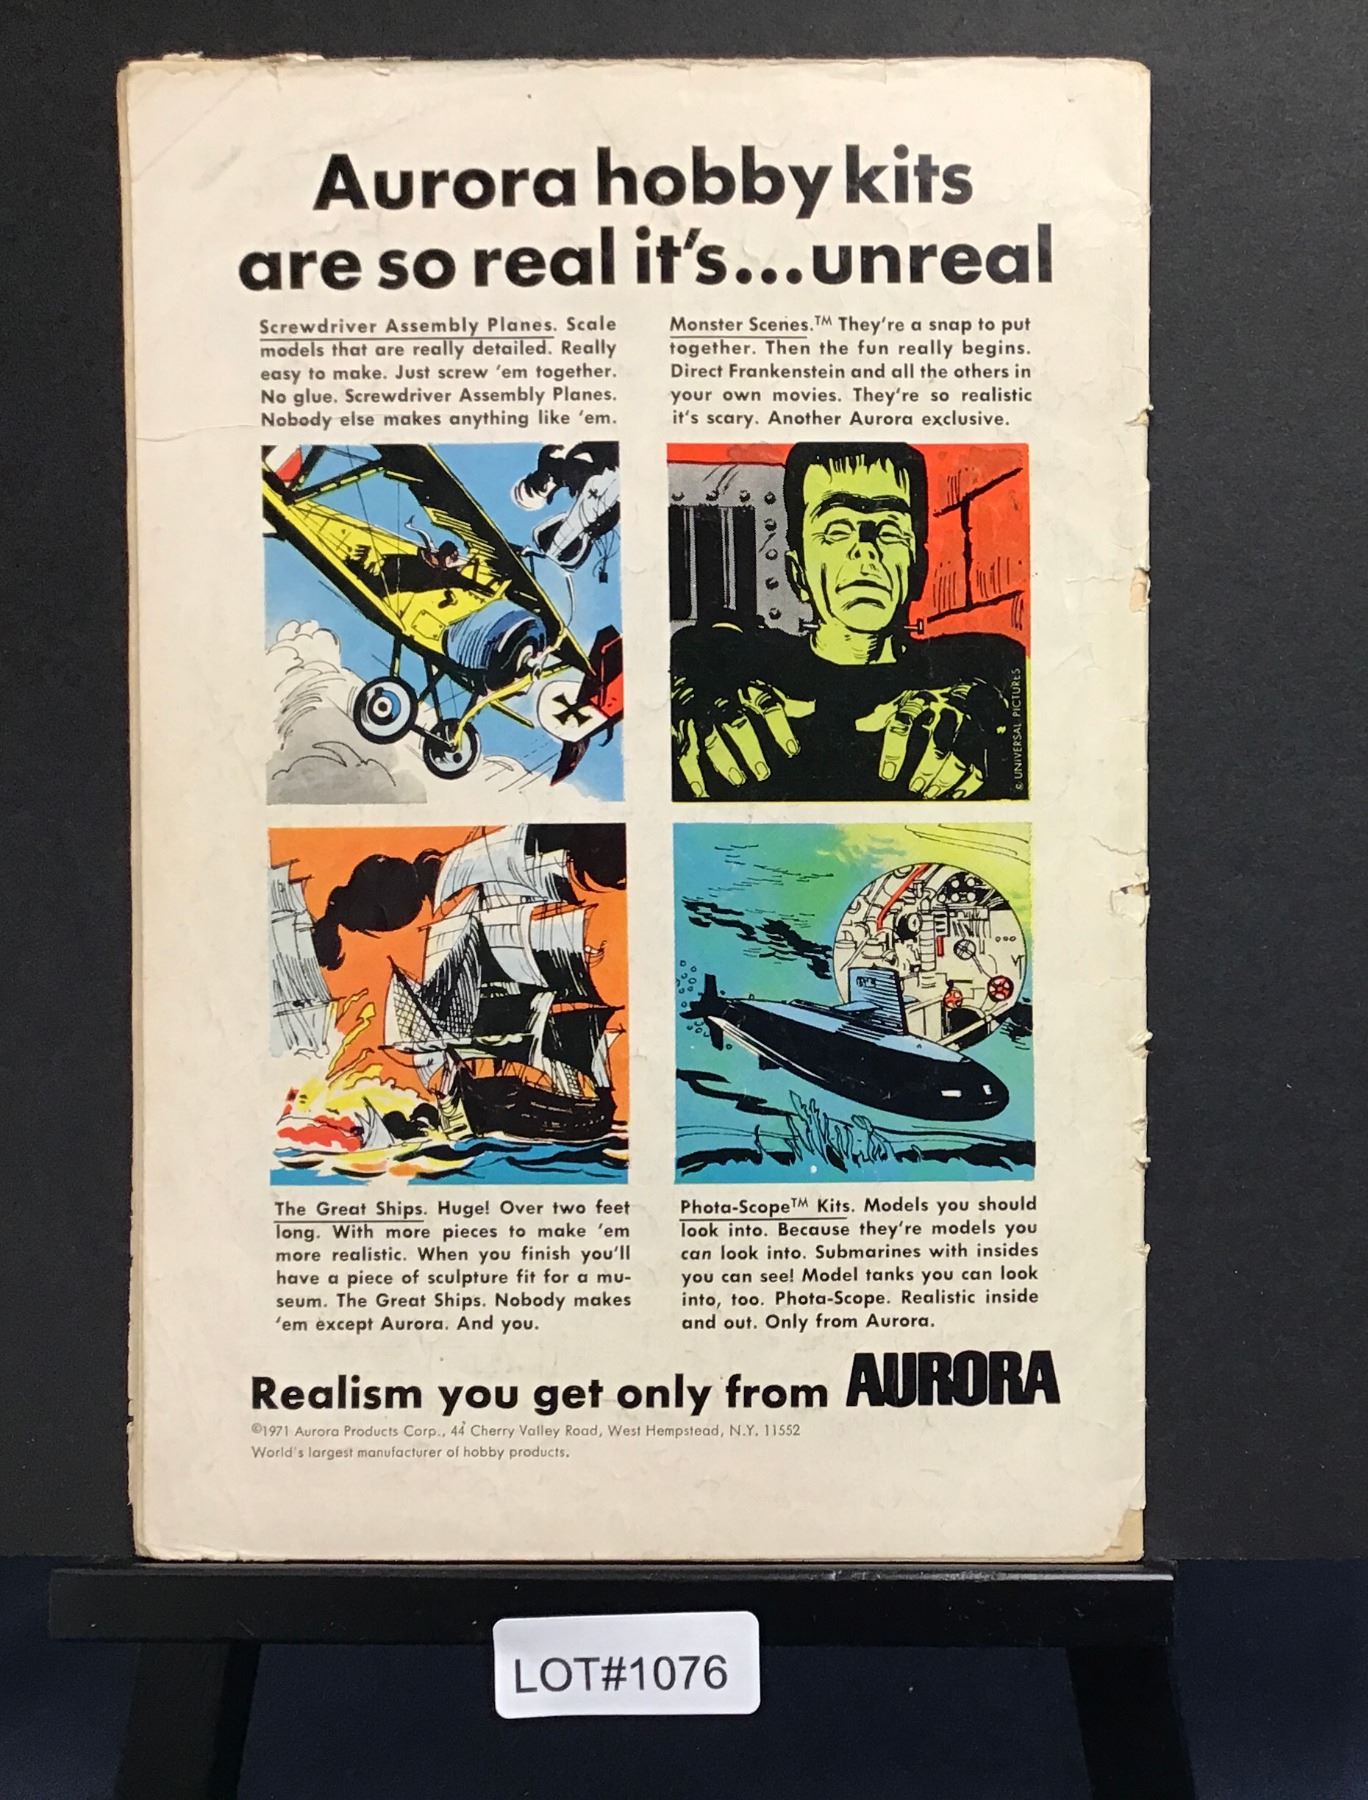 Aurora hobby kits
are so real it's...unreal
Screwdriver Assembly Planes. Scale
models that are really detailed. Really
easy to make. Just screw 'em together.
No glue. Screwdriver Assembly Planes.
Nobody else makes anything like 'em.
Monster Scenes.™ They're a snap to put
together. Then the fun really begins.
Direct Frankenstein and all the others in
your own movies. They're so realistic
it's scary. Another Aurora exclusive.
© UNIVERSAL PICTURES
The Great Ships. Huge! Over two feet
long. With more pieces to make 'em
more realistic. When you finish you'll
have a piece of sculpture fit for a mu-
seum. The Great Ships. Nobody makes
'em except Aurora. And you.
Phota-Scope™ Kits. Models you should
look into. Because they're models you
can look into. Submarines with insides
you can see! Model tanks you can look
into, too. Phota-Scope. Realistic inside
and out. Only from Aurora.
Realism you get only from AURORA
©1971 Aurora Products Corp., 44 Cherry Valley Road, West Hempstead, N.Y. 11552
World's largest manufacturer of hobby products.
LOT#1076